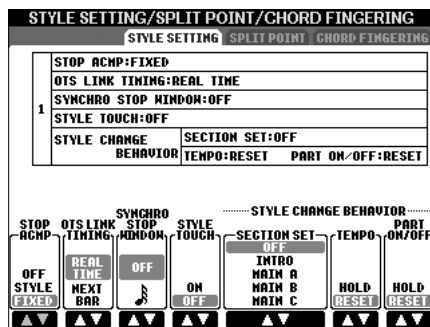 STYLE SETTING/SPLIT POINT/CHORD FINGERING
STYLE SETTING SPLIT POINT CHORD FINGERING
1
STOP ACMP:FIXED
OTS LINK TIMING:REAL TIME
SYNCHRO STOP WINDOW:OFF
STYLE TOUCH:OFF
STYLE CHANGE
BEHAVIOR
SECTION SET:OFF
TEMPO:RESET PART ON/OFF:RESET
STOP
ACMP
OFF
STYLE
FIXED
OTS LINK
TIMING
REAL
TIME
NEXT
BAR
SYNCHRO
STOP
WINDOW
OFF
STYLE
TOUCH
ON
OFF
STYLE CHANGE BEHAVIOR
SECTION SET
OFF
INTRO
MAIN A
MAIN B
MAIN C
TEMPO
HOLD
RESET
PART
ON/OFF
HOLD
RESET